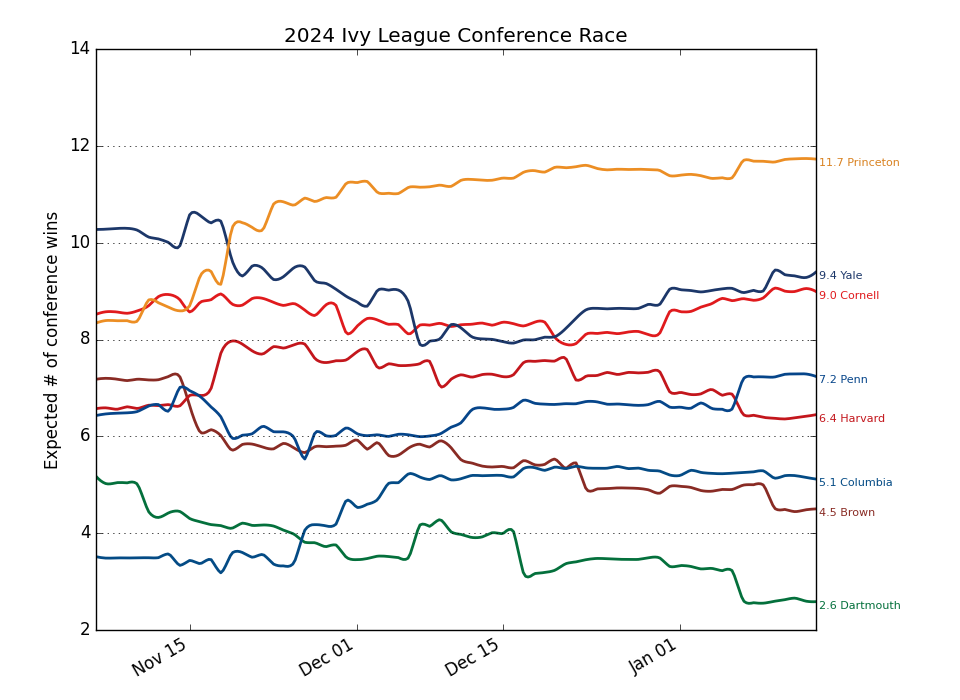 2024 Ivy League Conference Race
Expected # of conference wins
14
12
10
8
6
4
2
Nov 15
Dec 01
Dec 15
Jan 01
11.7 Princeton
9.4 Yale
9.0 Cornell
7.2 Penn
6.4 Harvard
5.1 Columbia
4.5 Brown
2.6 Dartmouth